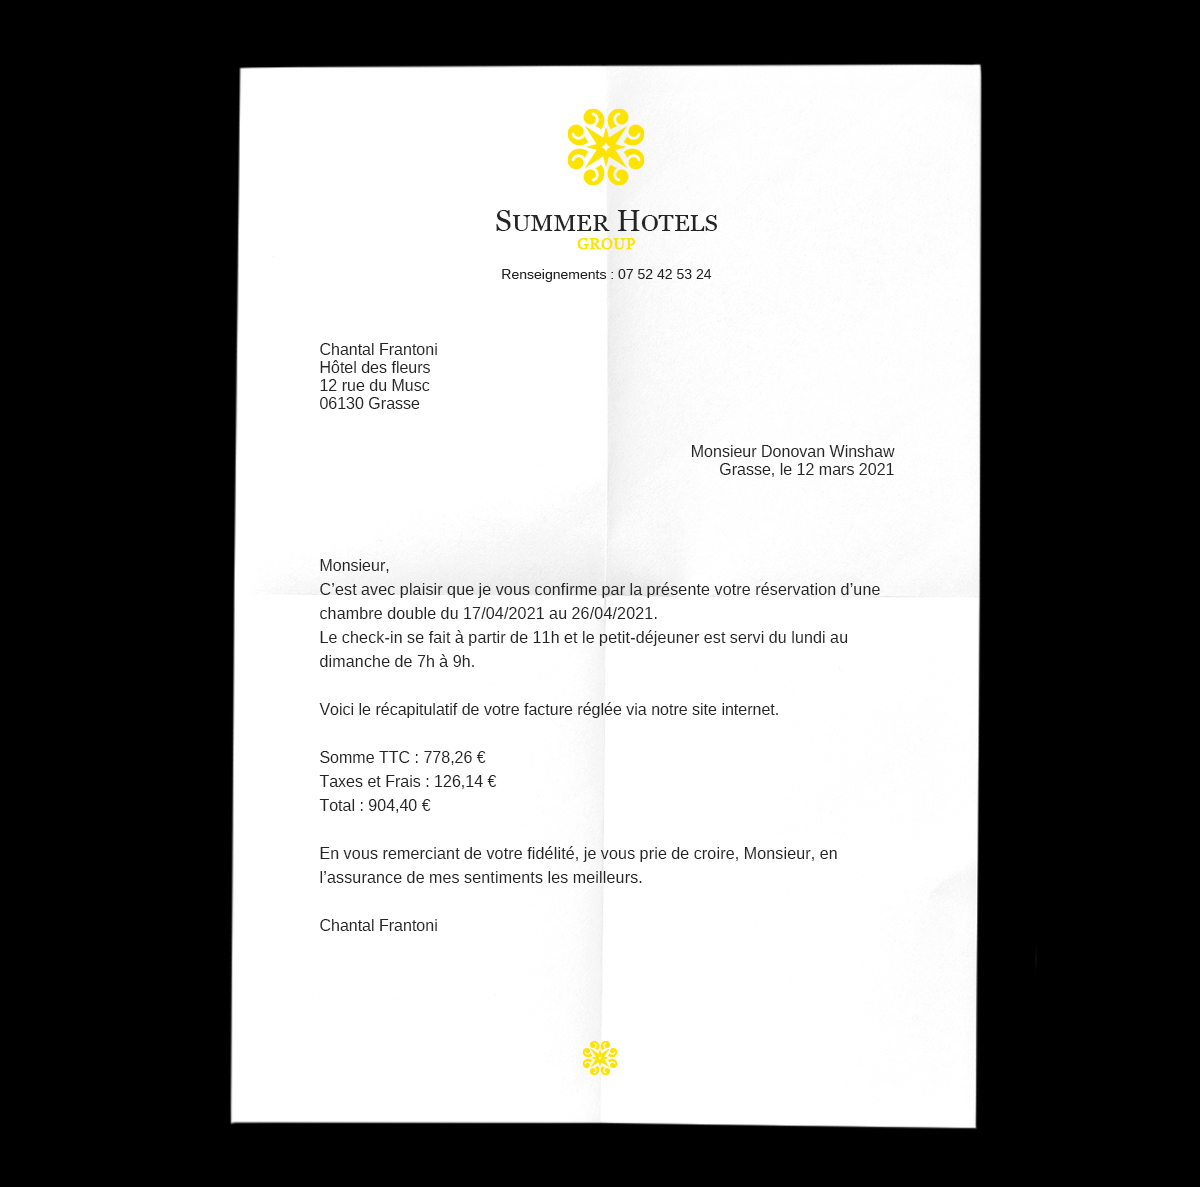 Summer Hotels
GROUP
Renseignements : 07 52 42 53 24
Chantal Frantoni
Hôtel des fleurs
12 rue du Musc
06130 Grasse
Monsieur Donovan Winshaw
Grasse, le 12 mars 2021
Monsieur,
C’est avec plaisir que je vous confirme par la présente votre réservation d’une
chambre double du 17/04/2021 au 26/04/2021.
Le check-in se fait à partir de 11h et le petit-déjeuner est servi du lundi au
dimanche de 7h à 9h.
Voici le récapitulatif de votre facture réglée via notre site internet.
Somme TTC : 778,26 €
Taxes et Frais : 126,14 €
Total : 904,40 €
En vous remerciant de votre fidélité, je vous prie de croire, Monsieur, en
l’assurance de mes sentiments les meilleurs.
Chantal Frantoni